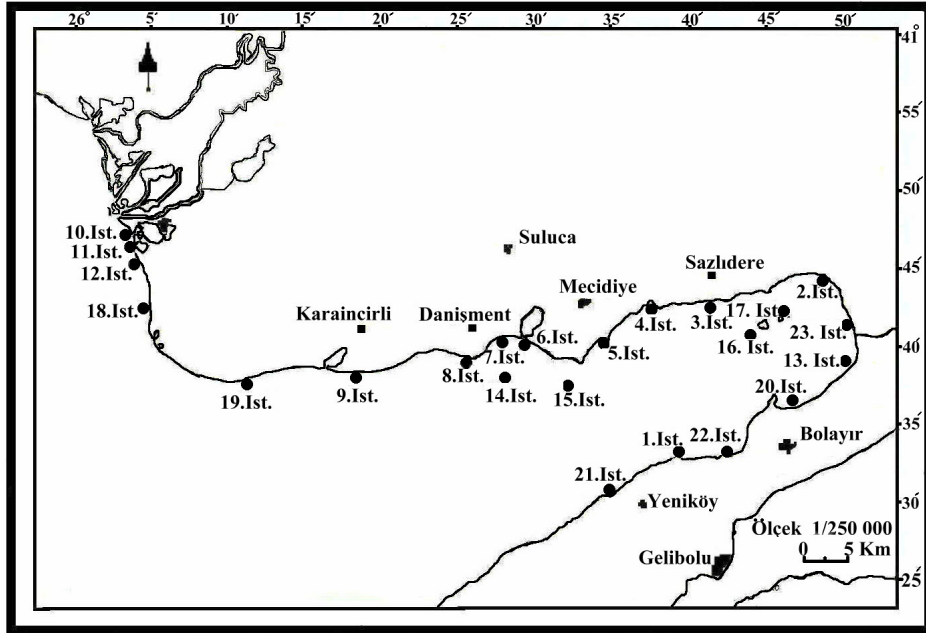 26° 5´ 10´ 15´ 20´ 25´ 30´ 35´ 40´ 45´ 50´
41°
55´
50´
10.Ist.
11.Ist.
Suluca
12.Ist.
45´
Sazlıdere
Mecidiye
2.Ist.
18.Ist.
Karaincirli
Danişment
4.Ist.
3.Ist.
17. Ist.
6.Ist.
23. Ist.
7.Ist.
5.Ist.
16. Ist.
40´
8.Ist.
13. Ist.
19.Ist.
9.Ist.
14.Ist.
15.Ist.
20.Ist.
35´
1.Ist.
22.Ist.
Bolayır
21.Ist.
Yeniköy
30´
Ölçek 1/250 000
0 5 Km
Gelibolu
25´